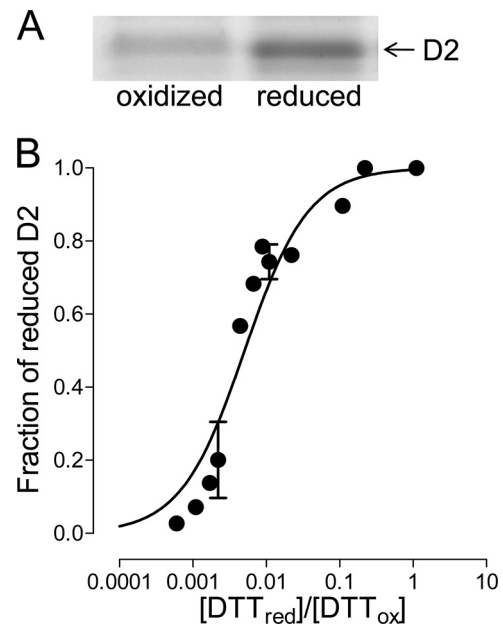 A
D2
oxidized reduced
B
1.0
0.8
0.6
0.4
0.2
0.0
Fraction of reduced D2
0.0001 0.001 0.01 0.1 1 10
[DTTred]/[DTTox]